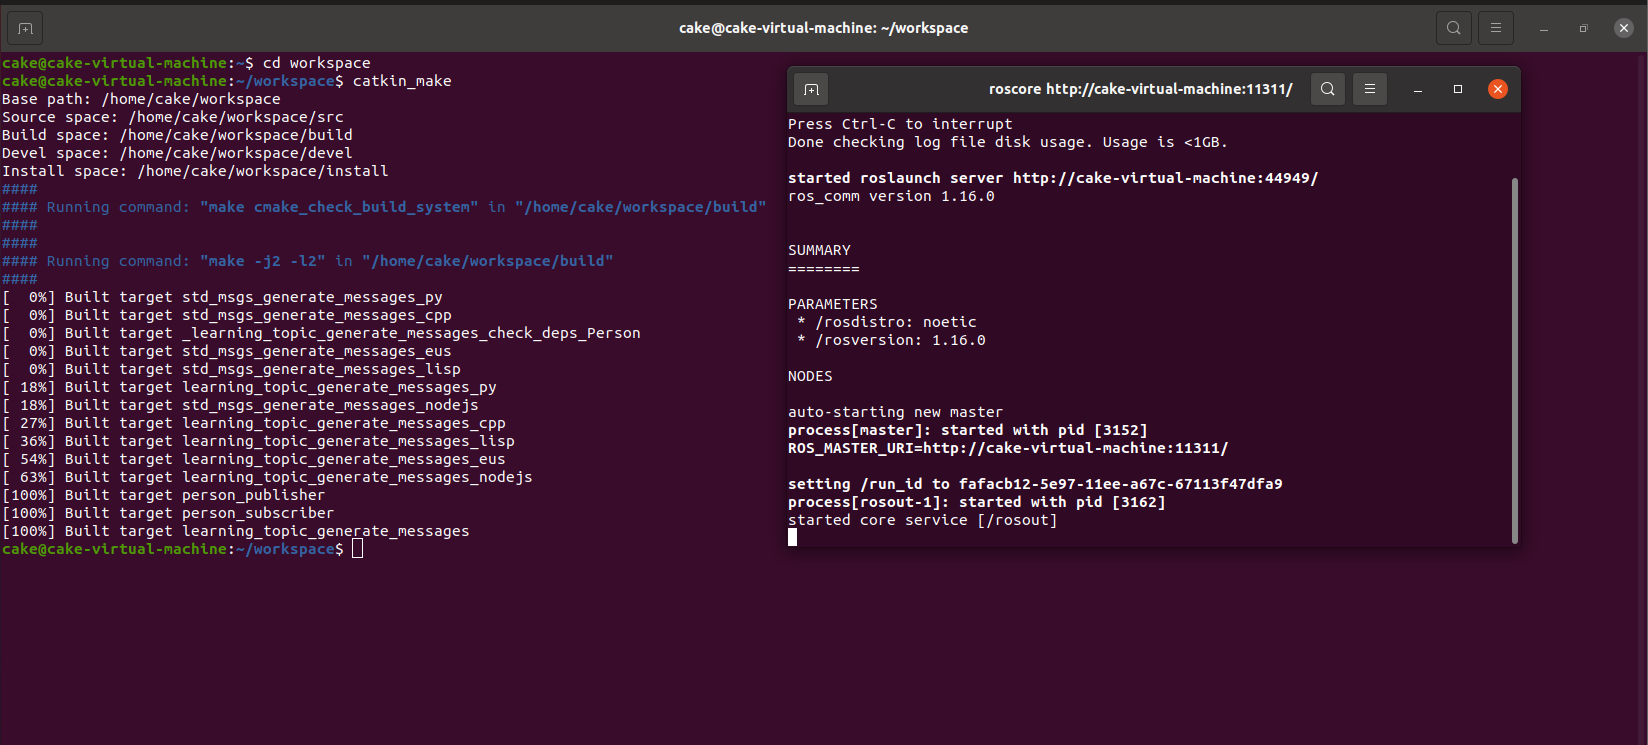 cake@cake-virtual-machine: ~/workspace
cake@cake-virtual-machine:~$ cd workspace
cake@cake-virtual-machine:~/workspace$ catkin_make
Base path: /home/cake/workspace
Source space: /home/cake/workspace/src
Build space: /home/cake/workspace/build
Devel space: /home/cake/workspace/devel
Install space: /home/cake/workspace/install
####
#### Running command: "make cmake_check_build_system" in "/home/cake/workspace/build"
####
####
#### Running command: "make -j2 -l2" in "/home/cake/workspace/build"
####
[  0%] Built target std_msgs_generate_messages_py
[  0%] Built target std_msgs_generate_messages_cpp
[  0%] Built target _learning_topic_generate_messages_check_deps_Person
[  0%] Built target std_msgs_generate_messages_eus
[  0%] Built target std_msgs_generate_messages_lisp
[ 18%] Built target learning_topic_generate_messages_py
[ 18%] Built target std_msgs_generate_messages_nodejs
[ 27%] Built target learning_topic_generate_messages_cpp
[ 36%] Built target learning_topic_generate_messages_lisp
[ 54%] Built target learning_topic_generate_messages_eus
[ 63%] Built target learning_topic_generate_messages_nodejs
[100%] Built target person_publisher
[100%] Built target person_subscriber
[100%] Built target learning_topic_generate_messages
cake@cake-virtual-machine:~/workspace$
roscore http://cake-virtual-machine:11311/
Press Ctrl-C to interrupt
Done checking log file disk usage. Usage is <1GB.
started roslaunch server http://cake-virtual-machine:44949/
ros_comm version 1.16.0
SUMMARY
========
PARAMETERS
* /rosdistro: noetic
* /rosversion: 1.16.0
NODES
auto-starting new master
process[master]: started with pid [3152]
ROS_MASTER_URI=http://cake-virtual-machine:11311/
setting /run_id to fafacb12-5e97-11ee-a67c-67113f47dfa9
process[rosout-1]: started with pid [3162]
started core service [/rosout]